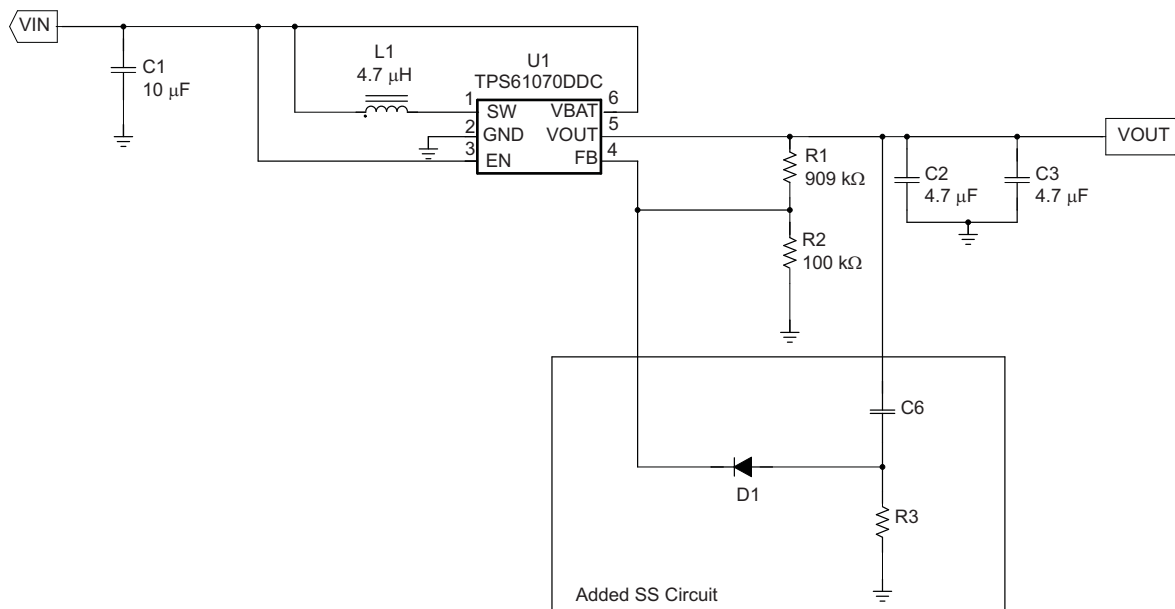 VIN
C1
10 μF
L1
4.7 μH
U1
TPS61070DDC
1
2
3
SW
GND
EN
VBAT
VOUT
FB
6
5
4
R1
909 kΩ
R2
100 kΩ
C2
4.7 μF
C3
4.7 μF
VOUT
C6
D1
R3
Added SS Circuit